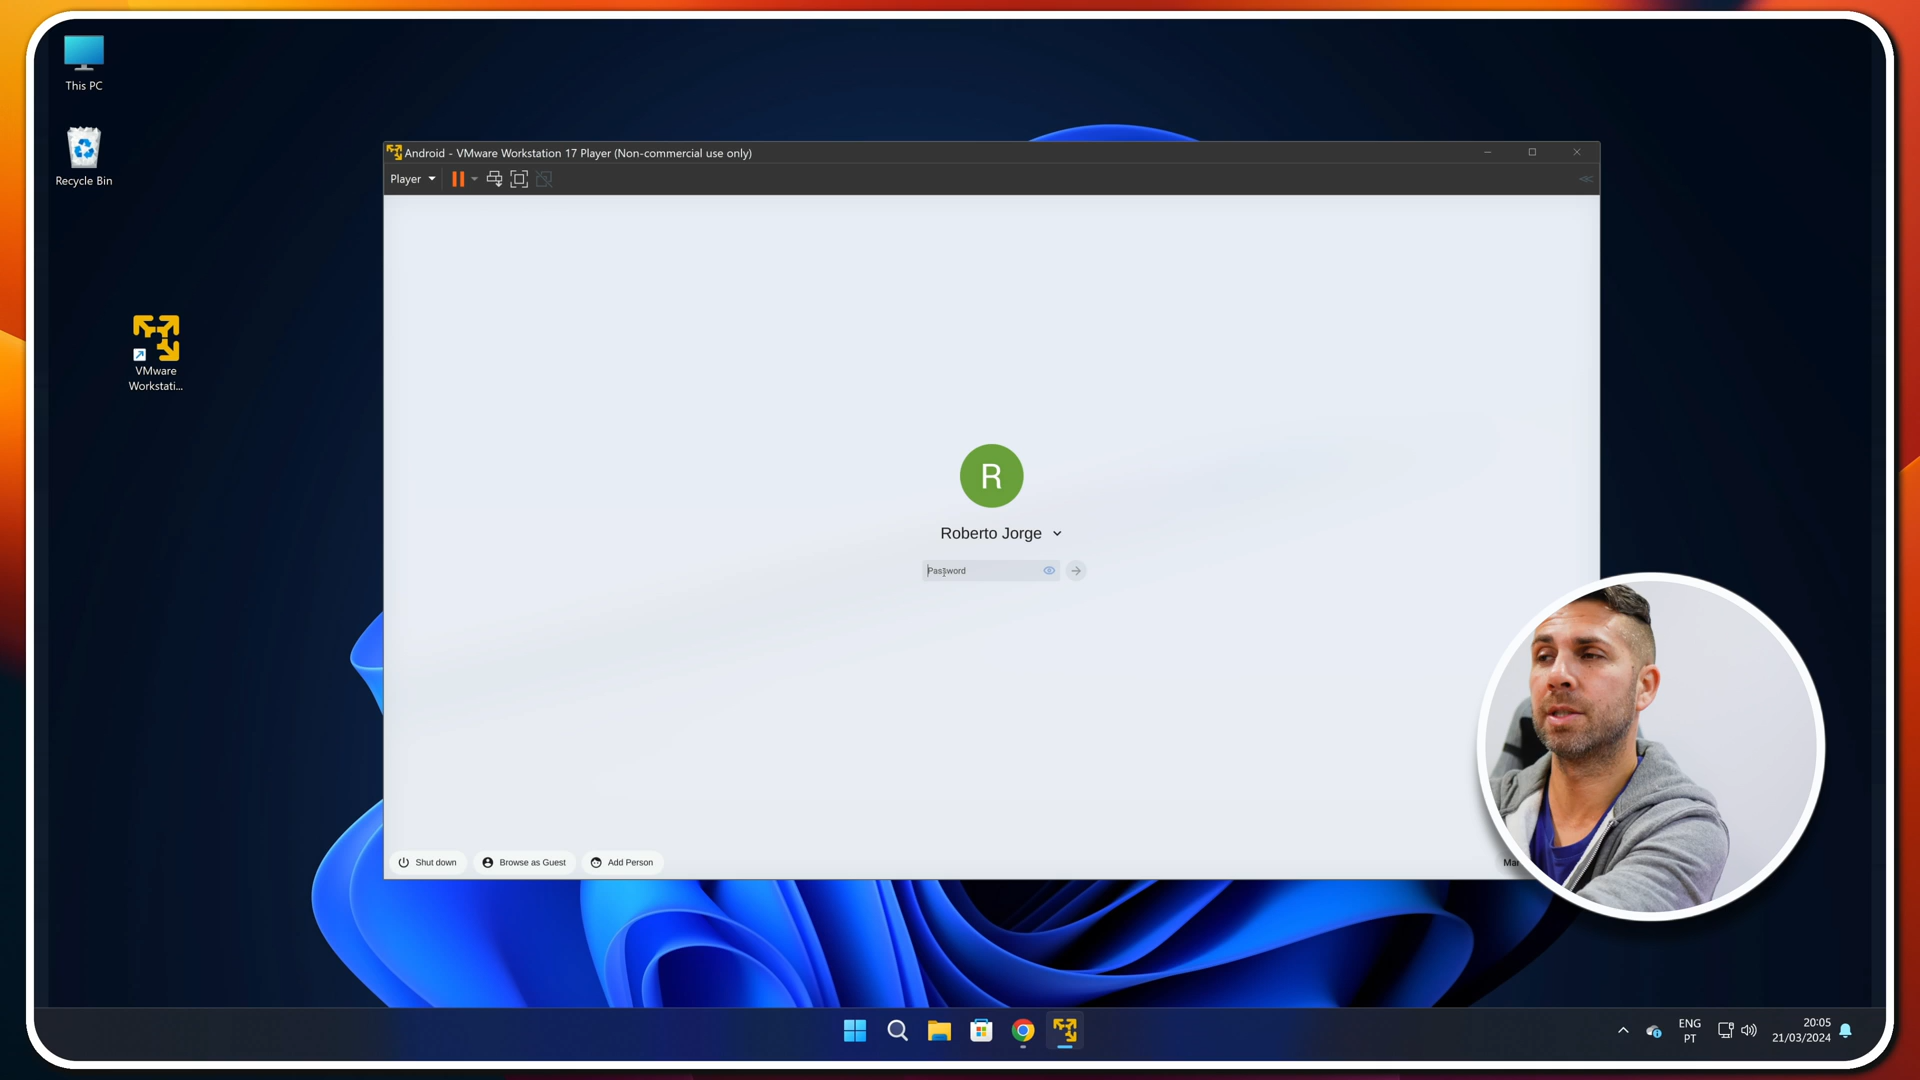 This PC
Recycle Bin
VMware
Workstati...
Android - VMware Workstation 17 Player (Non-commercial use only)
Player
R
Roberto Jorge
Password
Shut down
Browse as Guest
Add Person
ENG
PT
20:05
21/03/2024